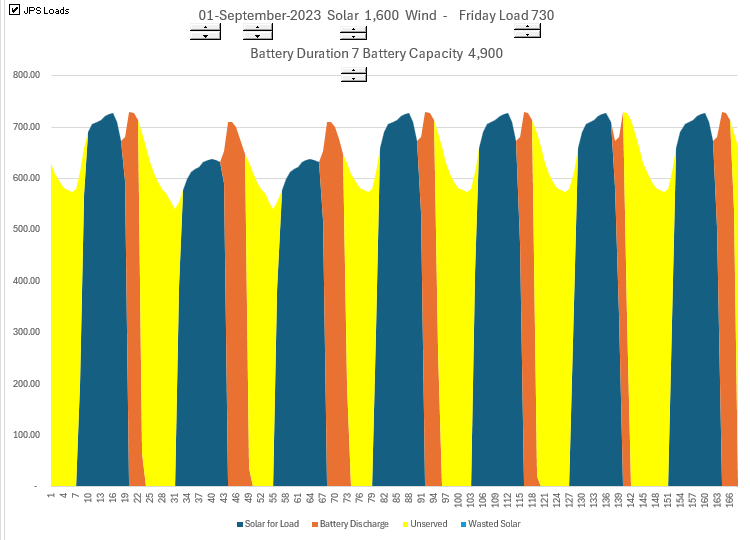 JPS Loads
01-September-2023 Solar 1,600 Wind - Friday Load 730
Battery Duration 7 Battery Capacity 4,900
800.00
700.00
600.00
500.00
400.00
300.00
200.00
100.00
-
1 4 7 10 13 16 19 22 25 28 31 34 37 40 43 46 49 52 55 58 61 64 67 70 73 76 79 82 85 88 91 94 97 100 103 106 109 112 115 118 121 124 127 130 133 136 139 142 145 148 151 154 157 160 163 166
Solar for Load Battery Discharge Unserved Wasted Solar